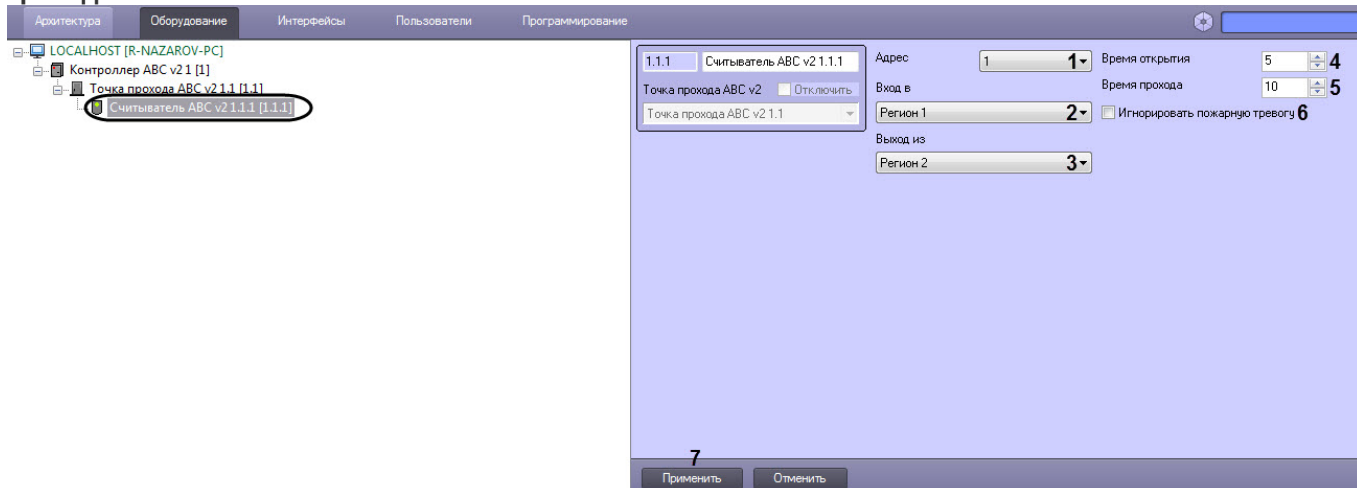 Архитектура Оборудование Интерфейсы Пользователи Программирование
LOCALHOST [R-NAZAROV-PC]
Контроллер ABC v2 1 [1]
Точка прохода ABC v2 1.1 [1.1]
Считыватель ABC v2 1.1.1 [1.1.1]
1.1.1 Считыватель ABC v2 1.1.1
Точка прохода ABC v2 Отключить
Точка прохода ABC v2 1.1
Адрес 1 1
Вход в
Регион 1 2
Выход из
Регион 2 3
Время открытия 5 4
Время прохода 10 5
Игнорировать пожарную тревогу 6
7
Применить Отменить